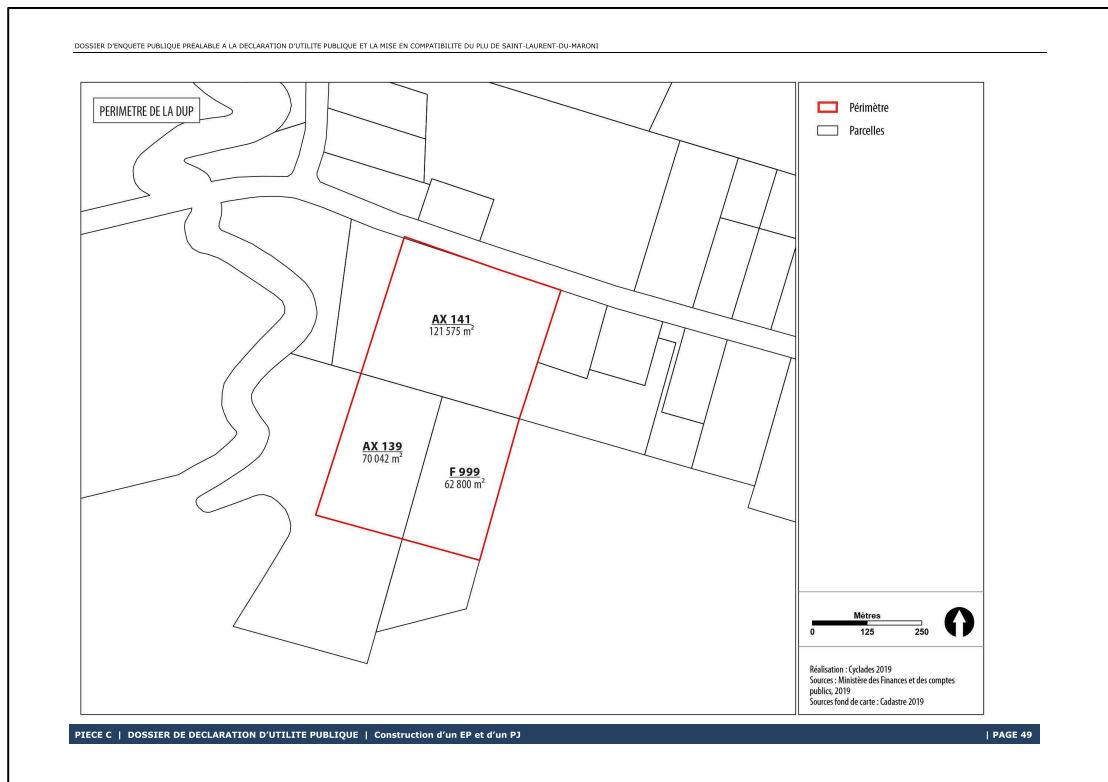 DOSSIER D'ENQUETE PUBLIQUE PREALABLE A LA DECLARATION D'UTILITE PUBLIQUE ET LA MISE EN COMPATIBILITE DU PLU DE SAINT-LAURENT-DU-MARONI
PERIMETRE DE LA DUP
Périmètre
Parcelles
AX 141
121 575 m²
AX 139
70 042 m²
F 999
62 800 m²
Mètres
0 125 250
Réalisation : Cyclades 2019
Sources : Ministère des Finances et des comptes
publics, 2019
Sources fond de carte : Cadastre 2019
PIECE C | DOSSIER DE DECLARATION D'UTILITE PUBLIQUE | Construction d'un EP et d'un PJ | PAGE 49